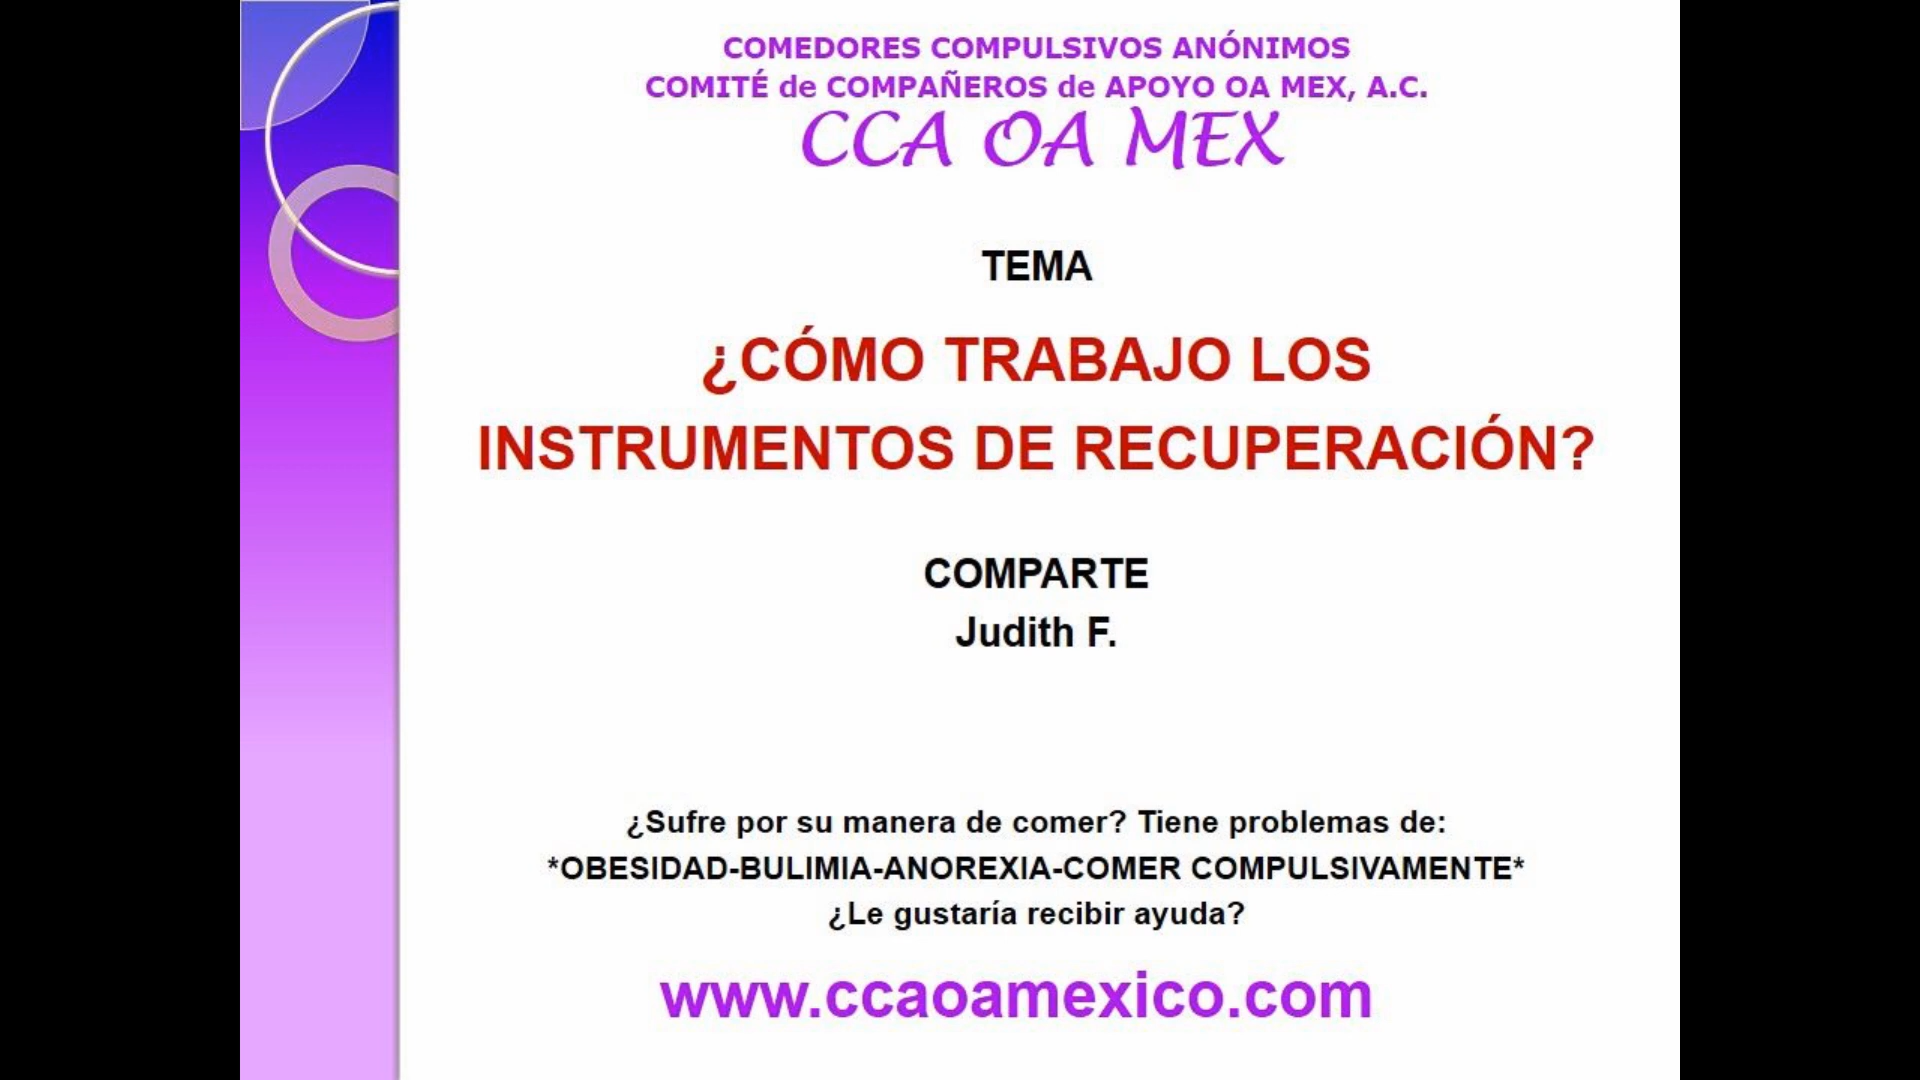 COMEDORES COMPULSIVOS ANÓNIMOS
COMITÉ de COMPAÑEROS de APOYO OA MEX, A.C.
CCA OA MEX
TEMA
¿CÓMO TRABAJO LOS
INSTRUMENTOS DE RECUPERACIÓN?
COMPARTE
Judith F.
¿Sufre por su manera de comer? Tiene problemas de:
*OBESIDAD-BULIMIA-ANOREXIA-COMER COMPULSIVAMENTE*
¿Le gustaría recibir ayuda?
www.ccaoamexico.com